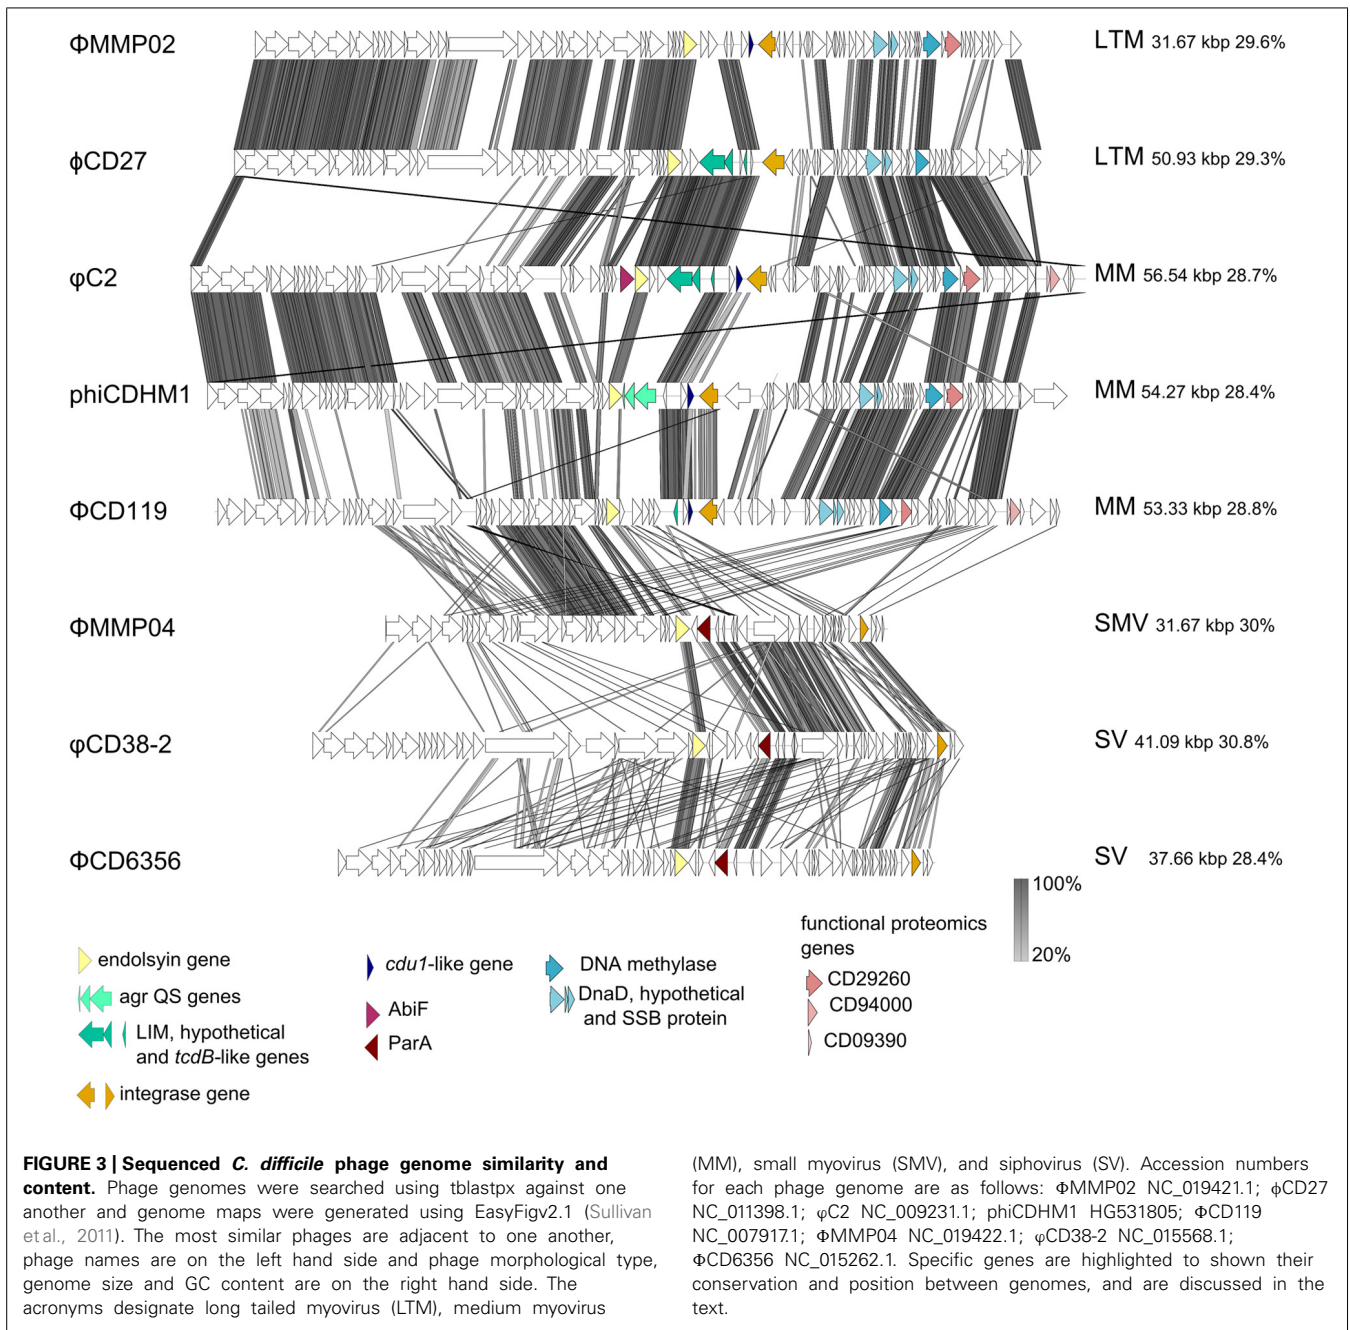 ΦMMP02
LTM 31.67 kbp 29.6%
ϕCD27
LTM 50.93 kbp 29.3%
φC2
MM 56.54 kbp 28.7%
phiCDHM1
MM 54.27 kbp 28.4%
ΦCD119
MM 53.33 kbp 28.8%
ΦMMP04
SMV 31.67 kbp 30%
φCD38-2
SV 41.09 kbp 30.8%
ΦCD6356
SV 37.66 kbp 28.4%
100%
20%
endolsyin gene
agr QS genes
LIM, hypothetical
and tcdB-like genes
integrase gene
cdu1-like gene
AbiF
ParA
DNA methylase
DnaD, hypothetical
and SSB protein
functional proteomics
genes
CD29260
CD94000
CD09390
FIGURE 3 | Sequenced C. difficile phage genome similarity and
content. Phage genomes were searched using tblastpx against one
another and genome maps were generated using EasyFigv2.1 (Sullivan
et al., 2011). The most similar phages are adjacent to one another,
phage names are on the left hand side and phage morphological type,
genome size and GC content are on the right hand side. The
acronyms designate long tailed myovirus (LTM), medium myovirus
(MM), small myovirus (SMV), and siphovirus (SV). Accession numbers
for each phage genome are as follows: ΦMMP02 NC_019421.1; ϕCD27
NC_011398.1; φC2 NC_009231.1; phiCDHM1 HG531805; ΦCD119
NC_007917.1; ΦMMP04 NC_019422.1; φCD38-2 NC_015568.1;
ΦCD6356 NC_015262.1. Specific genes are highlighted to shown their
conservation and position between genomes, and are discussed in the
text.